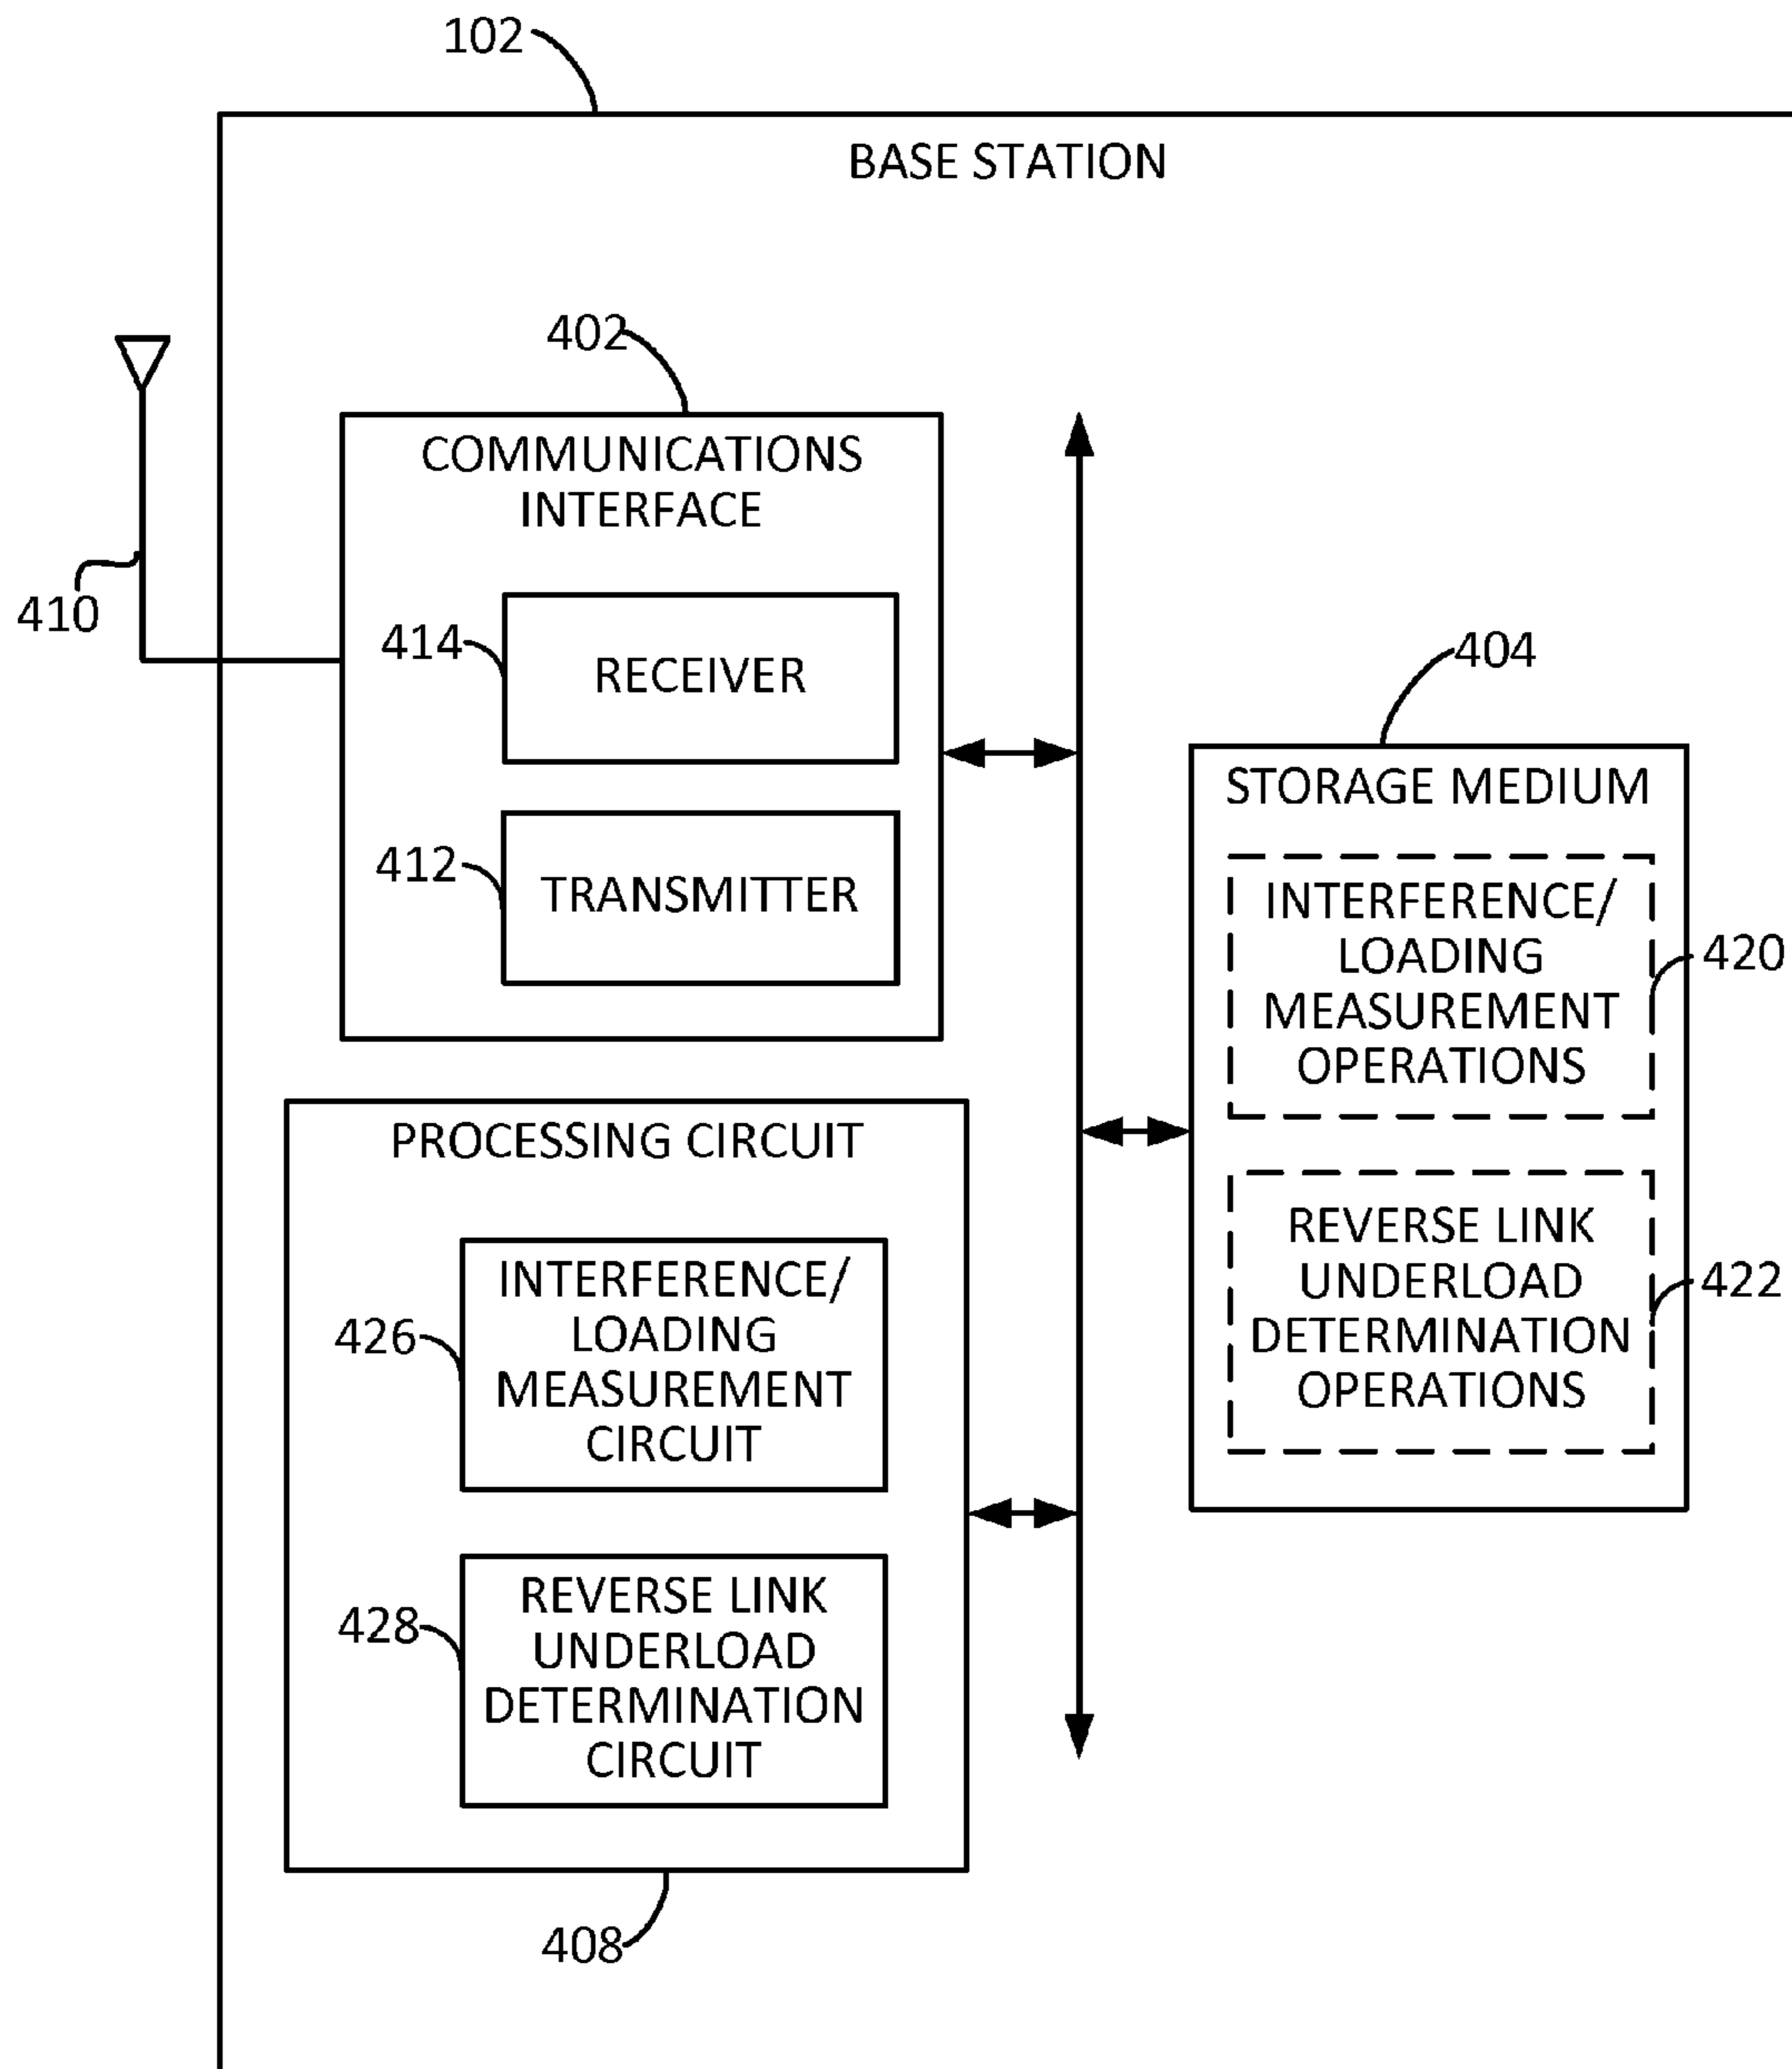 102
BASE STATION
402
COMMUNICATIONS
INTERFACE
410
414
RECEIVER
404
STORAGE MEDIUM
412
TRANSMITTER
INTERFERENCE/
LOADING
MEASUREMENT
OPERATIONS
420
PROCESSING CIRCUIT
REVERSE LINK
UNDERLOAD
DETERMINATION
OPERATIONS
422
INTERFERENCE/
LOADING
MEASUREMENT
CIRCUIT
426
REVERSE LINK
UNDERLOAD
DETERMINATION
CIRCUIT
428
408